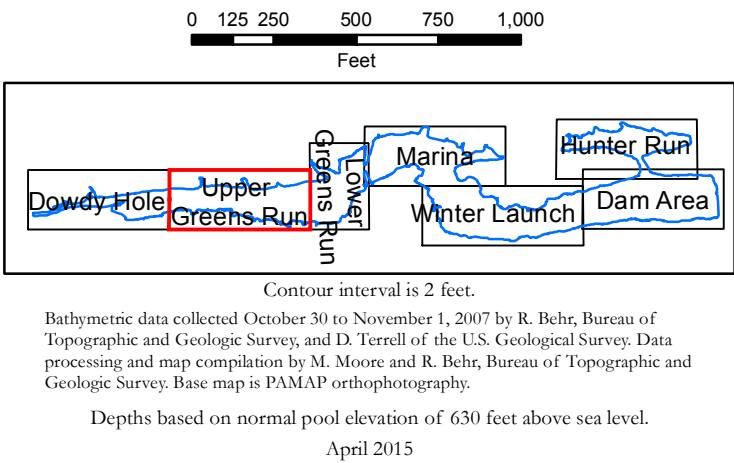 0 125 250 500 750 1,000
Feet
Dowdy Hole
Upper
Greens Run
Greens Run
Lower
Marina
Winter Launch
Hunter Run
Dam Area
Contour interval is 2 feet.
Bathymetric data collected October 30 to November 1, 2007 by R. Behr, Bureau of
Topographic and Geologic Survey, and D. Terrell of the U.S. Geological Survey. Data
processing and map compilation by M. Moore and R. Behr, Bureau of Topographic and
Geologic Survey. Base map is PAMAP orthophotography.
Depths based on normal pool elevation of 630 feet above sea level.
April 2015